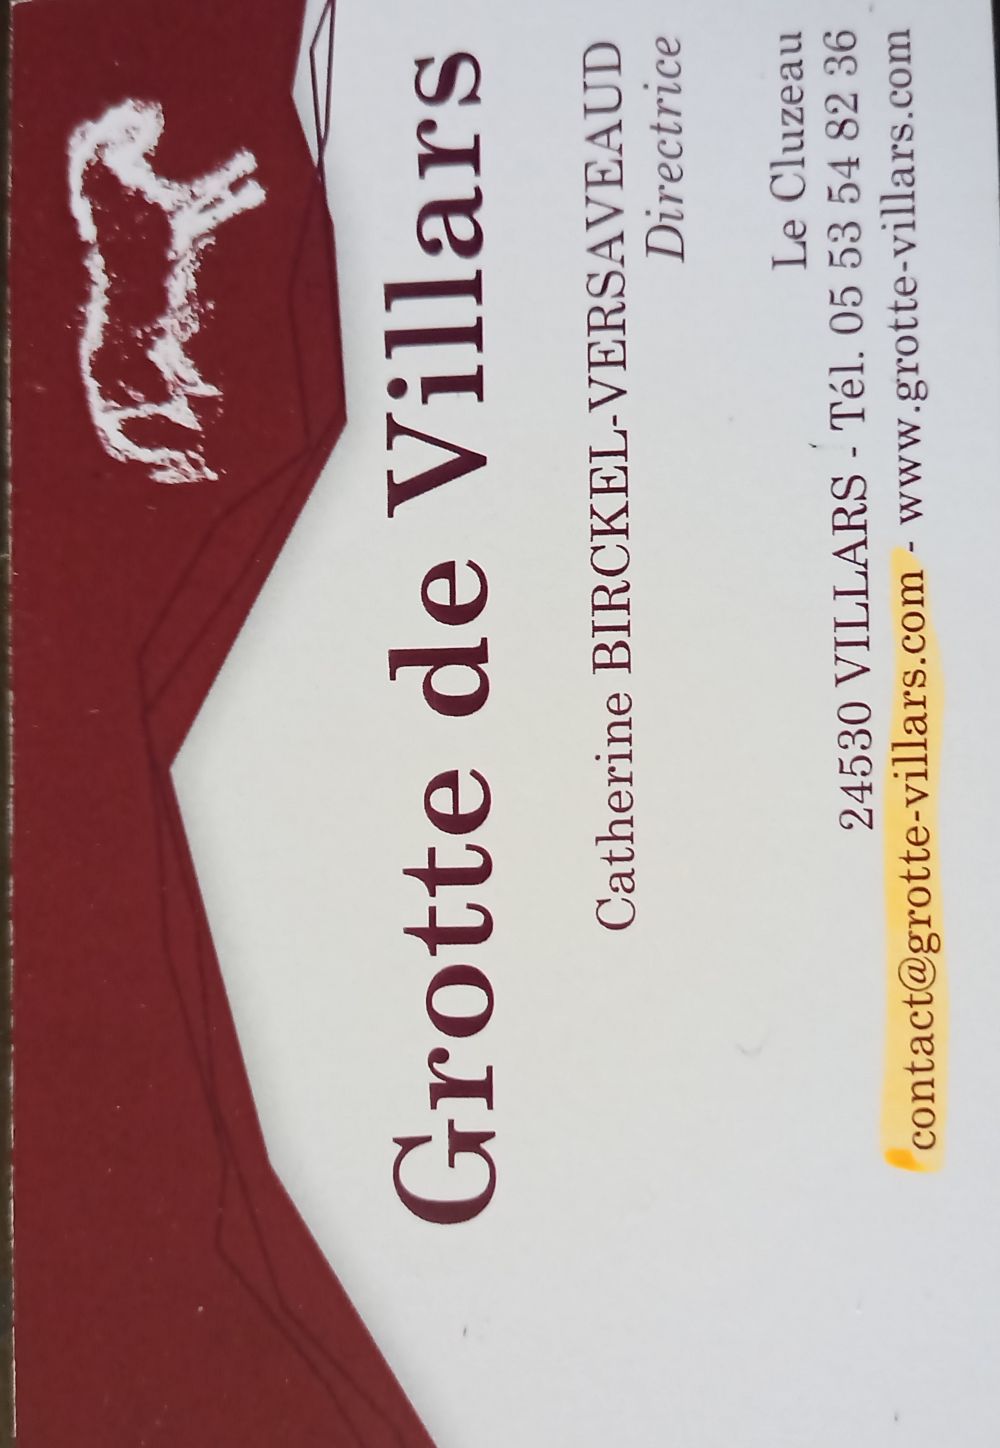 Grotte de Villars
Catherine BIRCKEL-VERSAVEAUD
Directrice
Le Cluzeau
24530 VILLARS - Tél. 05 53 54 82 36
contact@grotte-villars.com - www.grotte-villars.com